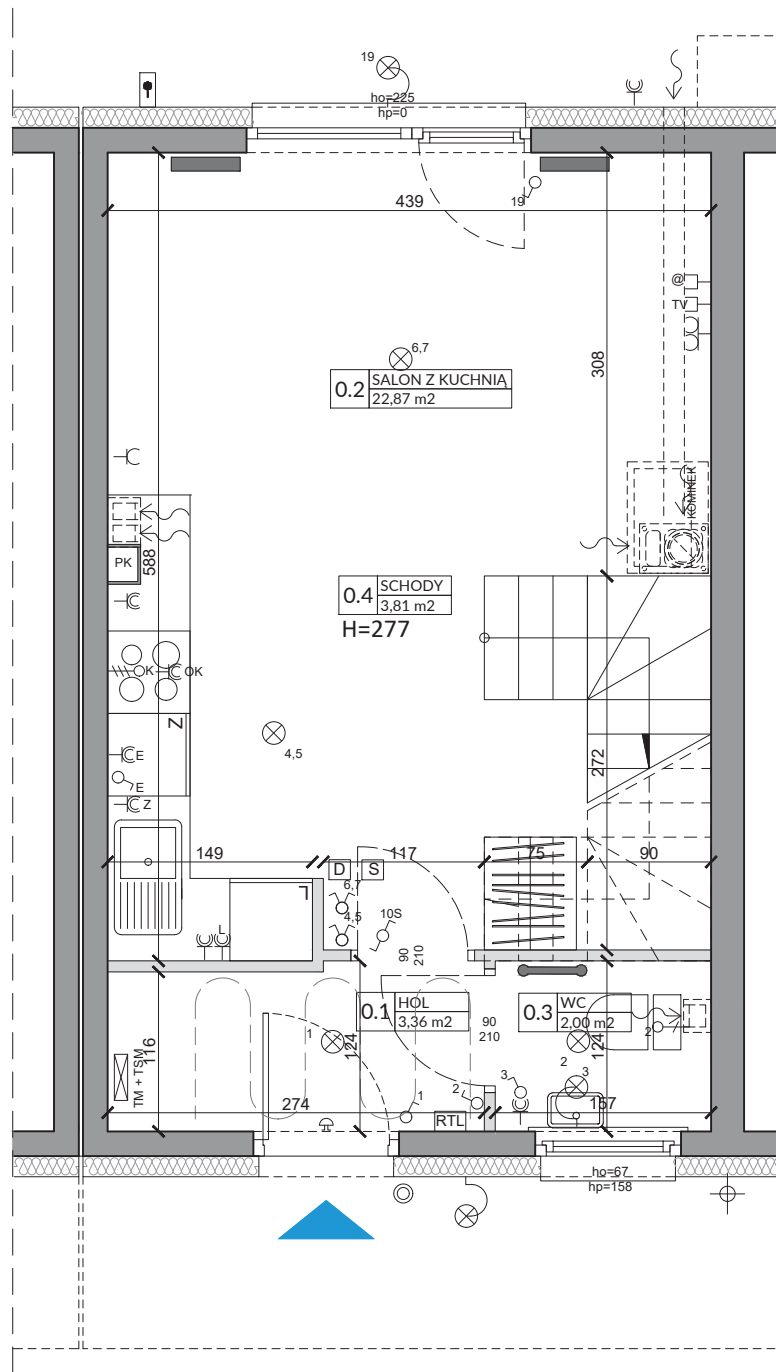 19
ho=225
hp=0
19
439
@
TV
6,7
308
0.2 SALON Z KUCHNIĄ
22,87 m2
KOMINEK
PK
588
0.4 SCHODY
3,81 m2
H=277
K
OK
Z
4,5
E
E
Z
272
149
117
75
90
D
S
6,7
4,5
10S
L
L
90
210
0.1 HOL
3,36 m2
0.3 WC
2,00 m2
90
210
1
124
2
124
2
116
TM + TSM
3
3
2
1
274
157
RTL
ho=67
hp=158